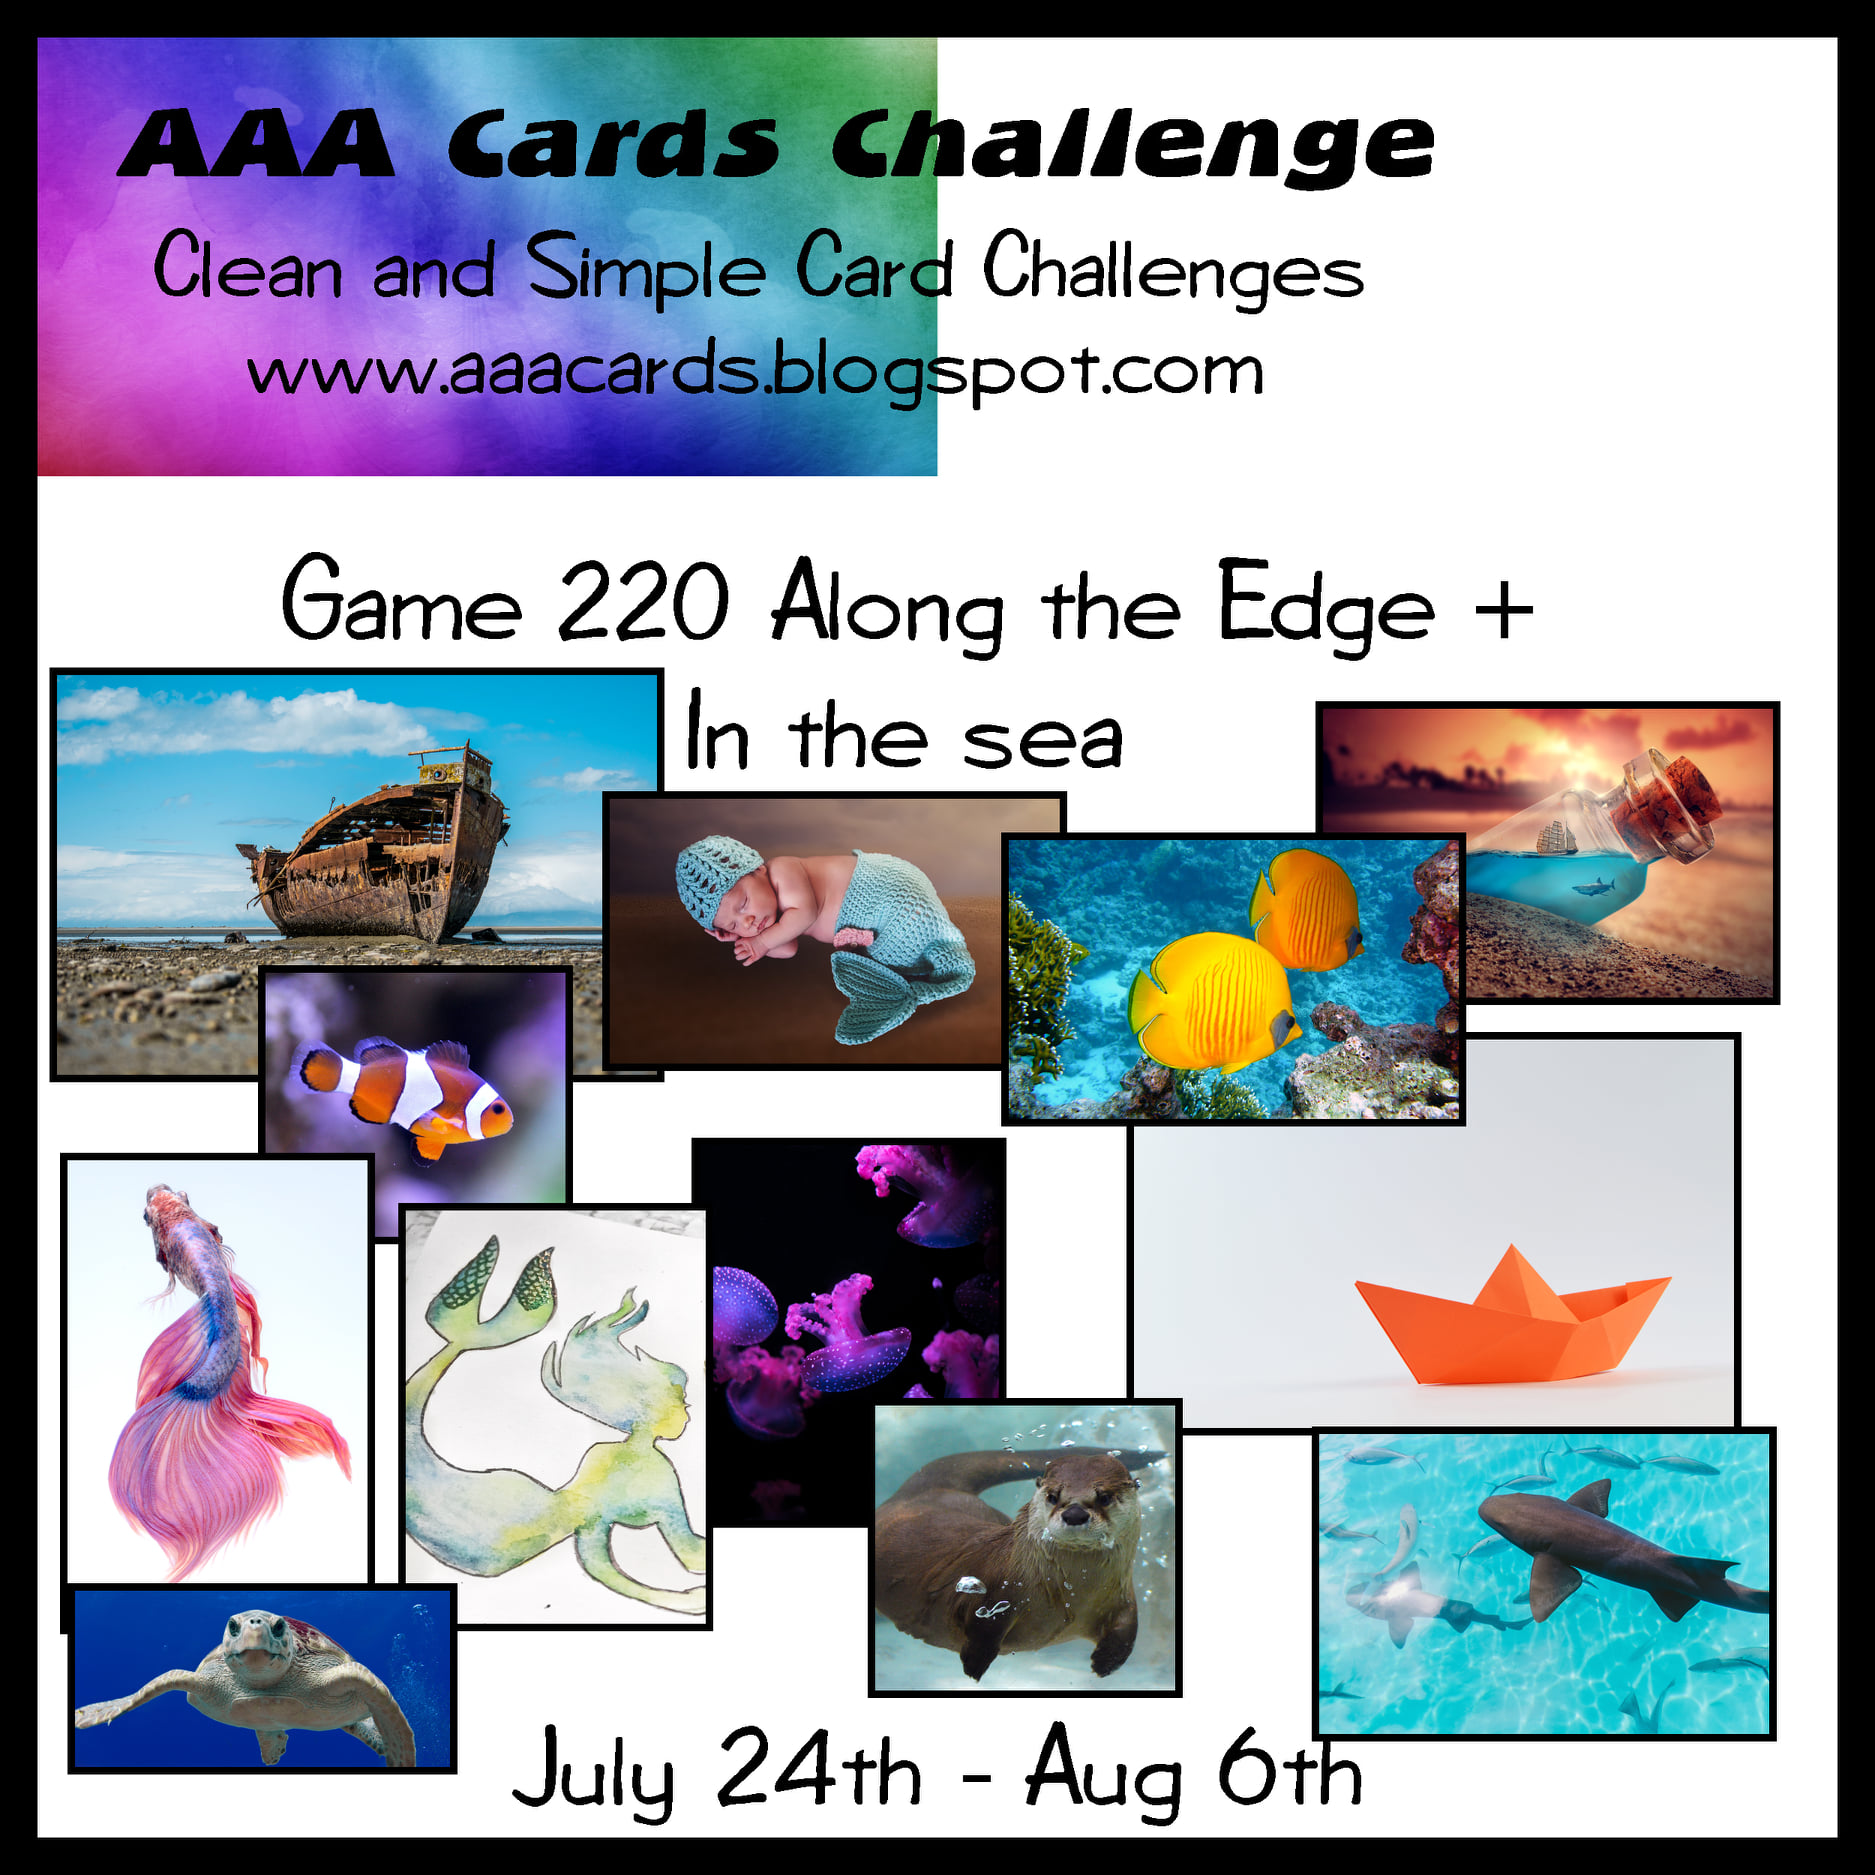 AAA Cards Challenge
Clean and Simple Card Challenges
www.aaacards.blogspot.com
Game 220 Along the Edge +
In the sea
July 24th - Aug 6th